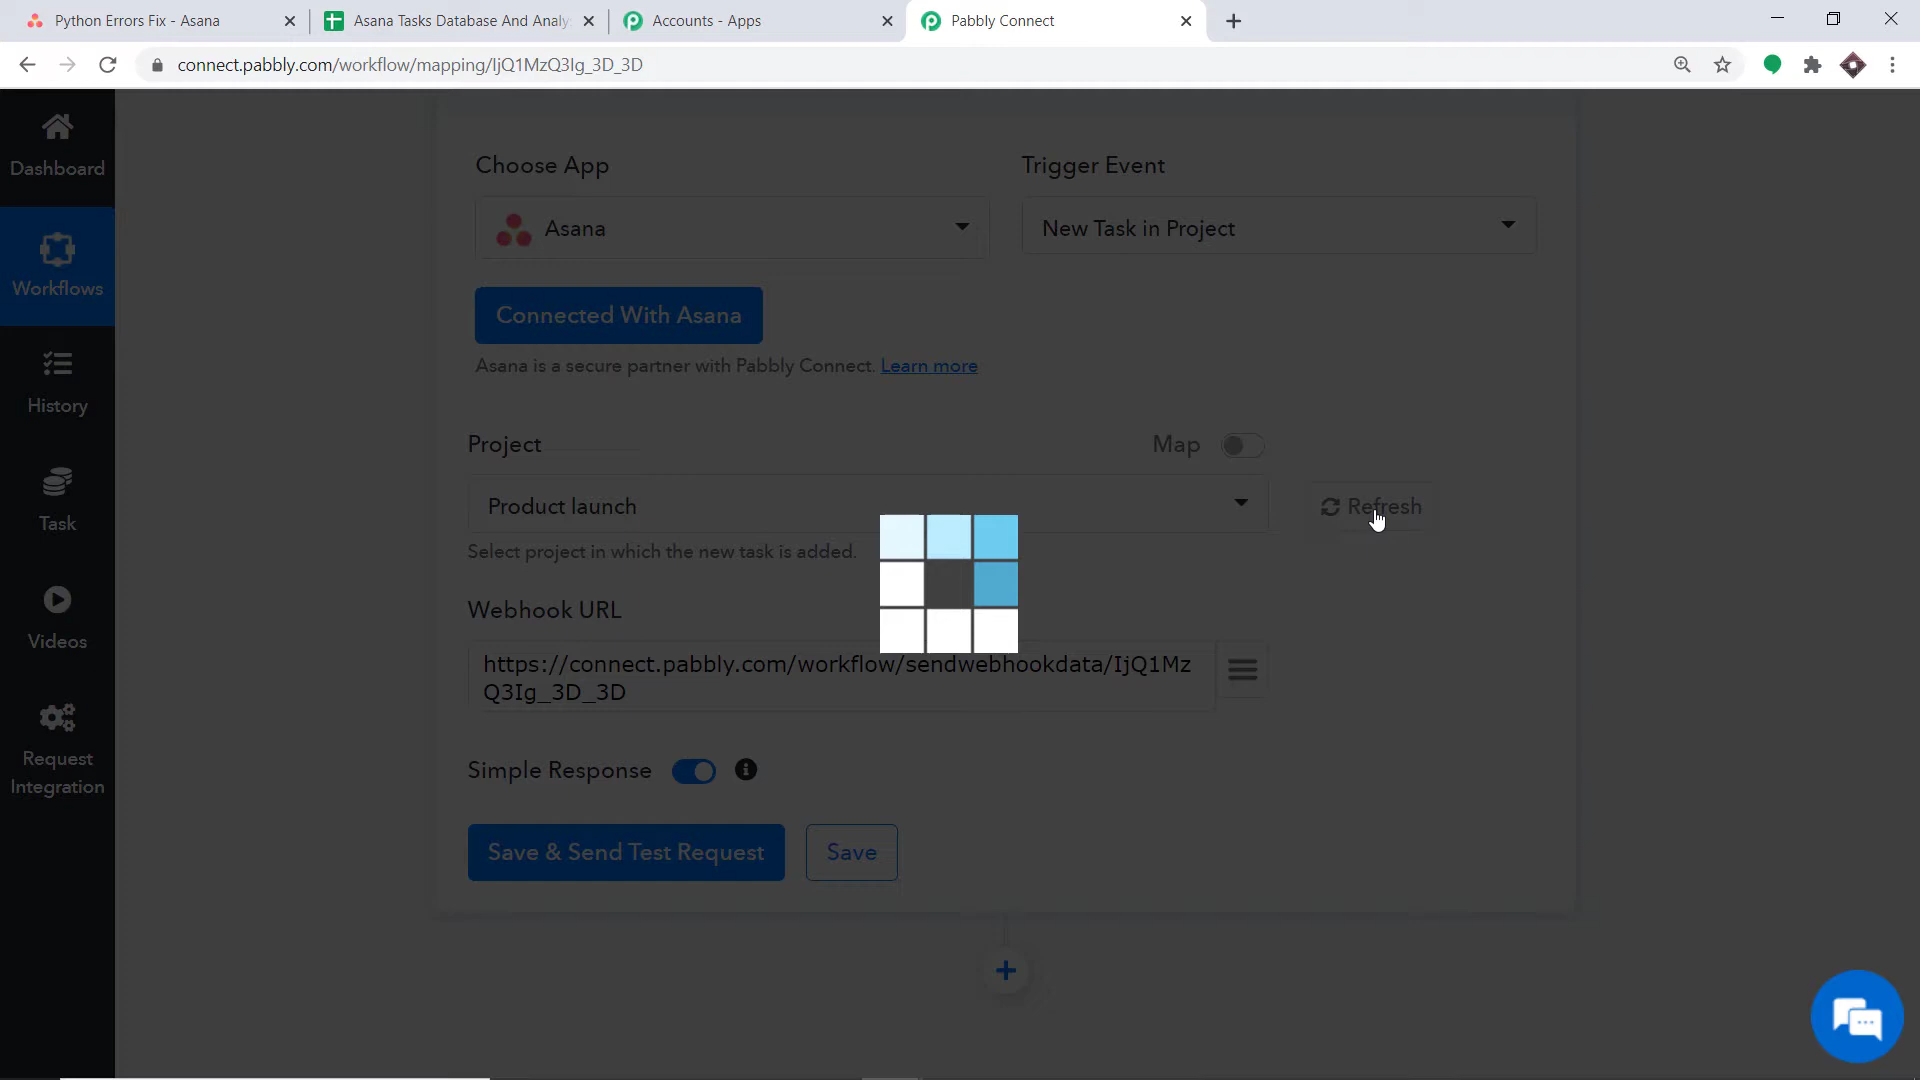 Python Errors Fix - Asana
Asana Tasks Database And Analy
Accounts - Apps
Pabbly Connect
connect.pabbly.com/workflow/mapping/IjQ1MzQ3Ig_3D_3D
Dashboard
Workflows
History
Task
Videos
Request
Integration
Choose App
Trigger Event
Asana
New Task in Project
Connected With Asana
Asana is a secure partner with Pabbly Connect. Learn more
Project
Map
Product launch
Refresh
Select project in which the new task is added.
Webhook URL
https://connect.pabbly.com/workflow/sendwebhookdata/IjQ1Mz
Q3Ig_3D_3D
Simple Response
Save & Send Test Request
Save